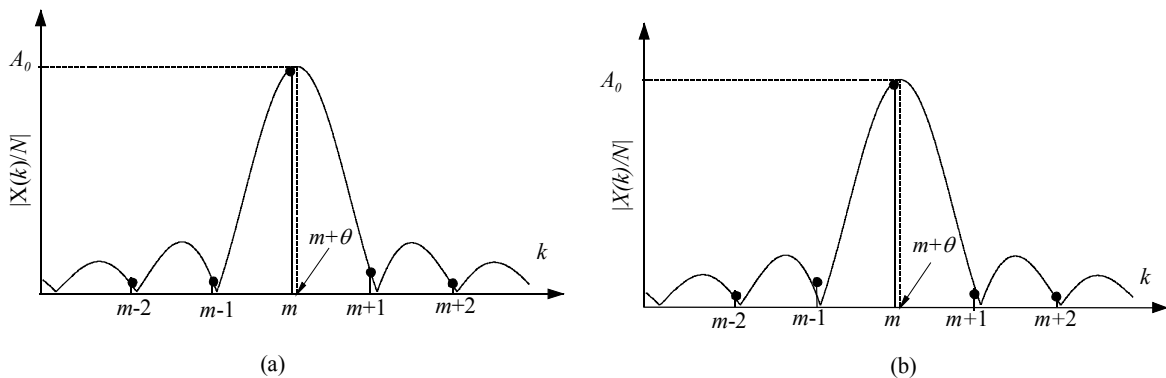 A₀
|X(k)/N|
m+θ
k
m-2
m-1
m
m+1
m+2
(a)
A₀
|X(k)/N|
m+θ
k
m-2
m-1
m
m+1
m+2
(b)